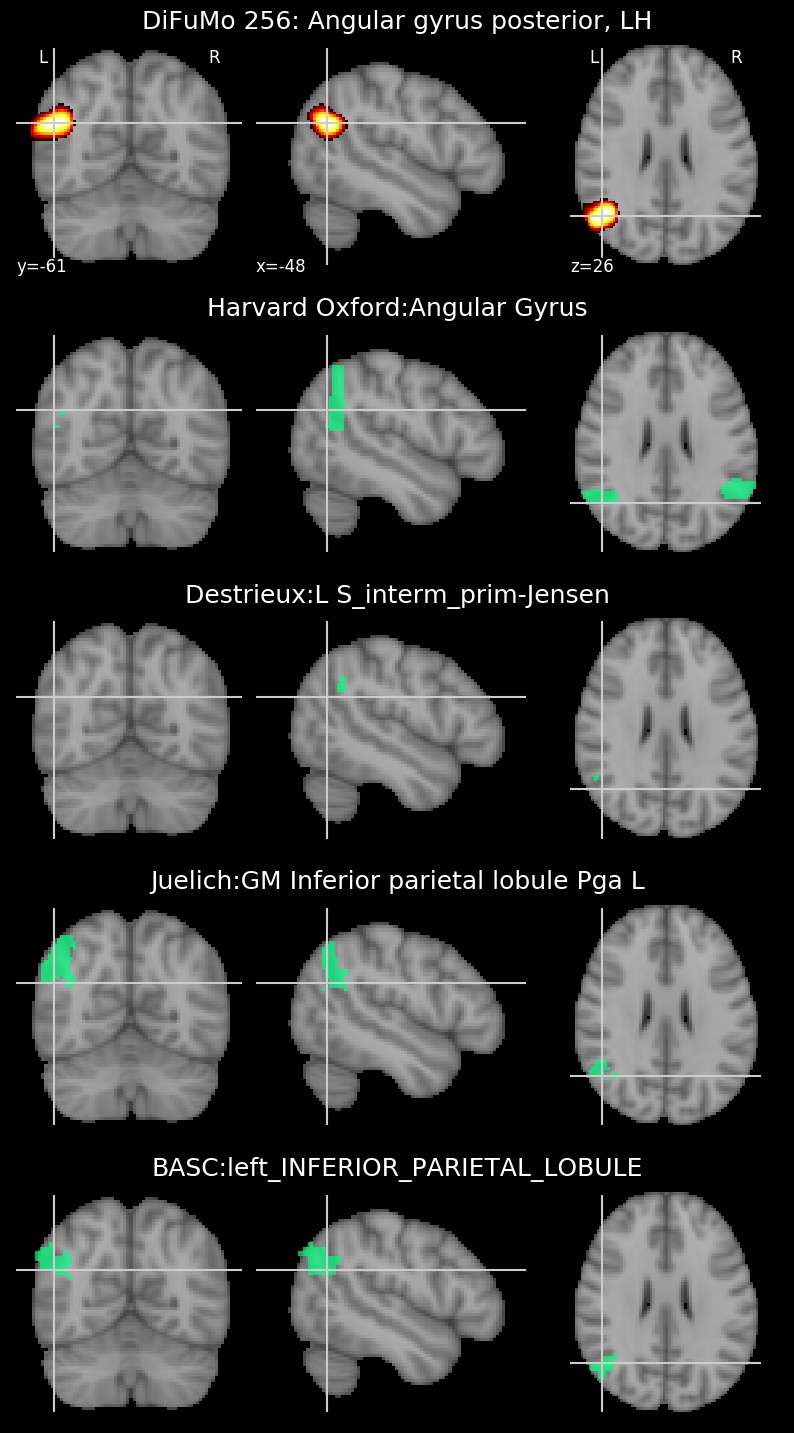 DiFuMo 256: Angular gyrus posterior, LH
L R L R
y=-61 x=-48 z=26
Harvard Oxford:Angular Gyrus
Destrieux:L S_interm_prim-Jensen
Juelich:GM Inferior parietal lobule Pga L
BASC:left_INFERIOR_PARIETAL_LOBULE